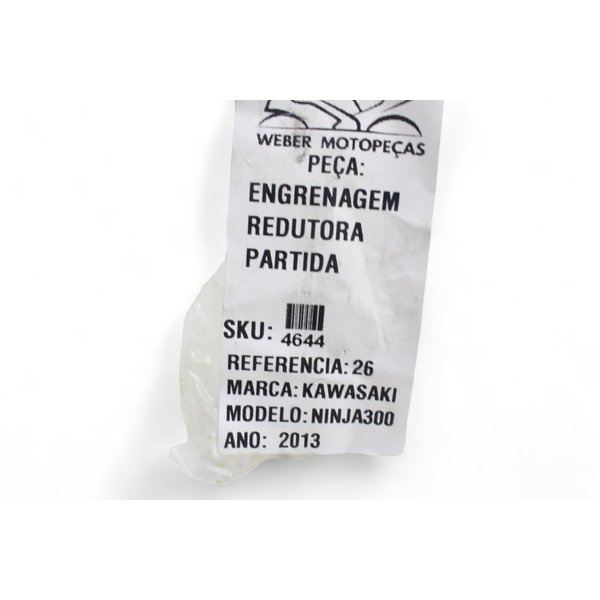 WEBER MOTOPEÇAS
PEÇA:
ENGRENAGEM
REDUTORA
PARTIDA
SKU: 4644
REFERENCIA: 26
MARCA: KAWASAKI
MODELO: NINJA300
ANO: 2013